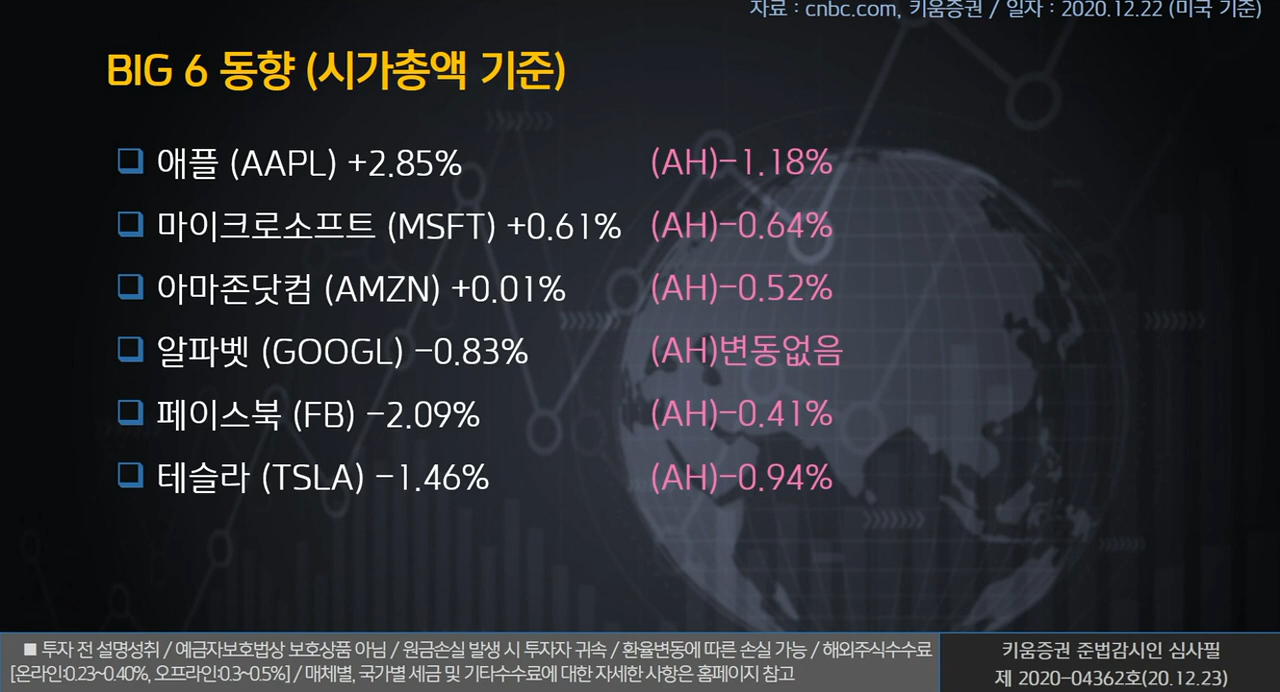 자료 : cnbc.com, 키움증권 / 일자 : 2020.12.22 (미국 기준)
BIG 6 동향 (시가총액 기준)
❑ 애플 (AAPL) +2.85% (AH)-1.18%
❑ 마이크로소프트 (MSFT) +0.61% (AH)-0.64%
❑ 아마존닷컴 (AMZN) +0.01% (AH)-0.52%
❑ 알파벳 (GOOGL) -0.83% (AH)변동없음
❑ 페이스북 (FB) -2.09% (AH)-0.41%
❑ 테슬라 (TSLA) -1.46% (AH)-0.94%
■ 투자 전 설명성취 / 예금자보호법상 보호상품 아님 / 원금손실 발생 시 투자자 귀속 / 환율변동에 따른 손실 가능 / 해외주식수수료
[온라인:0.23~0.40%, 오프라인:0.3~0.5%] / 매체별, 국가별 세금 및 기타수수료에 대한 자세한 사항은 홈페이지 참고
키움증권 준법감시인 심사필
제 2020-04362호(20.12.23)